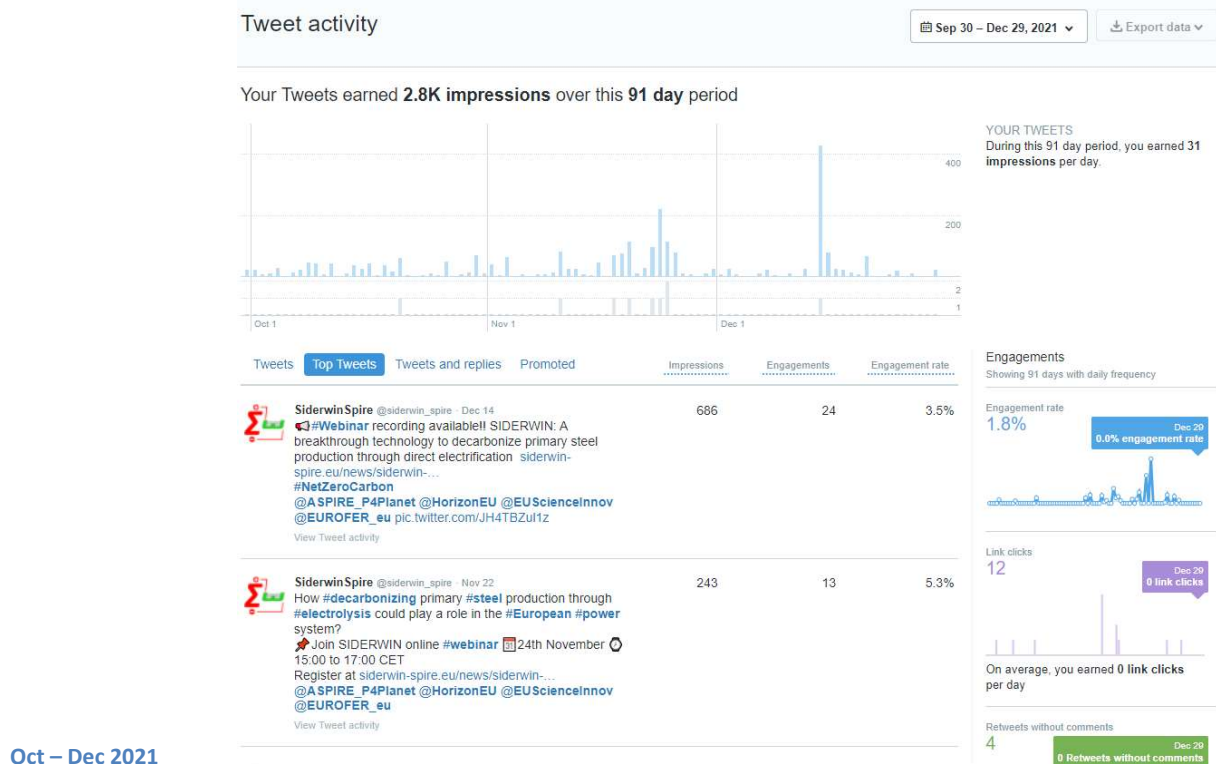 Tweet activity
Sep 30 – Dec 29, 2021
Export data
Your Tweets earned 2.8K impressions over this 91 day period
YOUR TWEETS
During this 91 day period, you earned 31
impressions per day.
400
200
2
1
Oct 1
Nov 1
Dec 1
Tweets
Top Tweets
Tweets and replies
Promoted
Impressions
Engagements
Engagement rate
SiderwinSpire @siderwin_spire · Dec 14
#Webinar recording available!! SIDERWIN: A
breakthrough technology to decarbonize primary steel
production through direct electrification siderwin-
spire.eu/news/siderwin-…
#NetZeroCarbon
@ASPIRE_P4Planet @HorizonEU @EUScienceInnov
@EUROFER_eu pic.twitter.com/JH4TBZuI1z
View Tweet activity
686
24
3.5%
SiderwinSpire @siderwin_spire · Nov 22
How #decarbonizing primary #steel production through
#electrolysis could play a role in the #European #power
system?
Join SIDERWIN online #webinar 31 24th November
15:00 to 17:00 CET
Register at siderwin-spire.eu/news/siderwin-…
@ASPIRE_P4Planet @HorizonEU @EUScienceInnov
@EUROFER_eu
View Tweet activity
243
13
5.3%
Engagements
Showing 91 days with daily frequency
Engagement rate
1.8%
Dec 29
0.0% engagement rate
Link clicks
12
Dec 29
0 link clicks
On average, you earned 0 link clicks
per day
Retweets without comments
4
Dec 29
0 Retweets without comments
Oct – Dec 2021